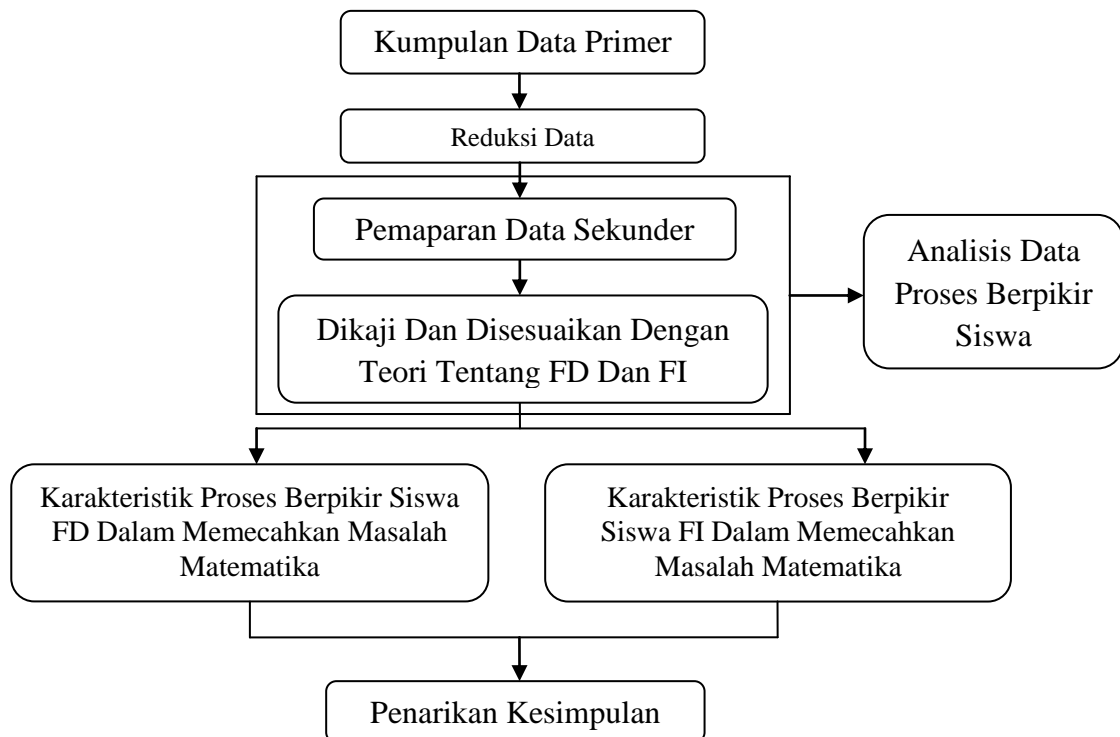 Kumpulan Data Primer
Reduksi Data
Pemaparan Data Sekunder
Dikaji Dan Disesuaikan Dengan
Teori Tentang FD Dan FI
Analisis Data
Proses Berpikir
Siswa
Karakteristik Proses Berpikir Siswa
FD Dalam Memecahkan Masalah
Matematika
Karakteristik Proses Berpikir
Siswa FI Dalam Memecahkan
Masalah Matematika
Penarikan Kesimpulan